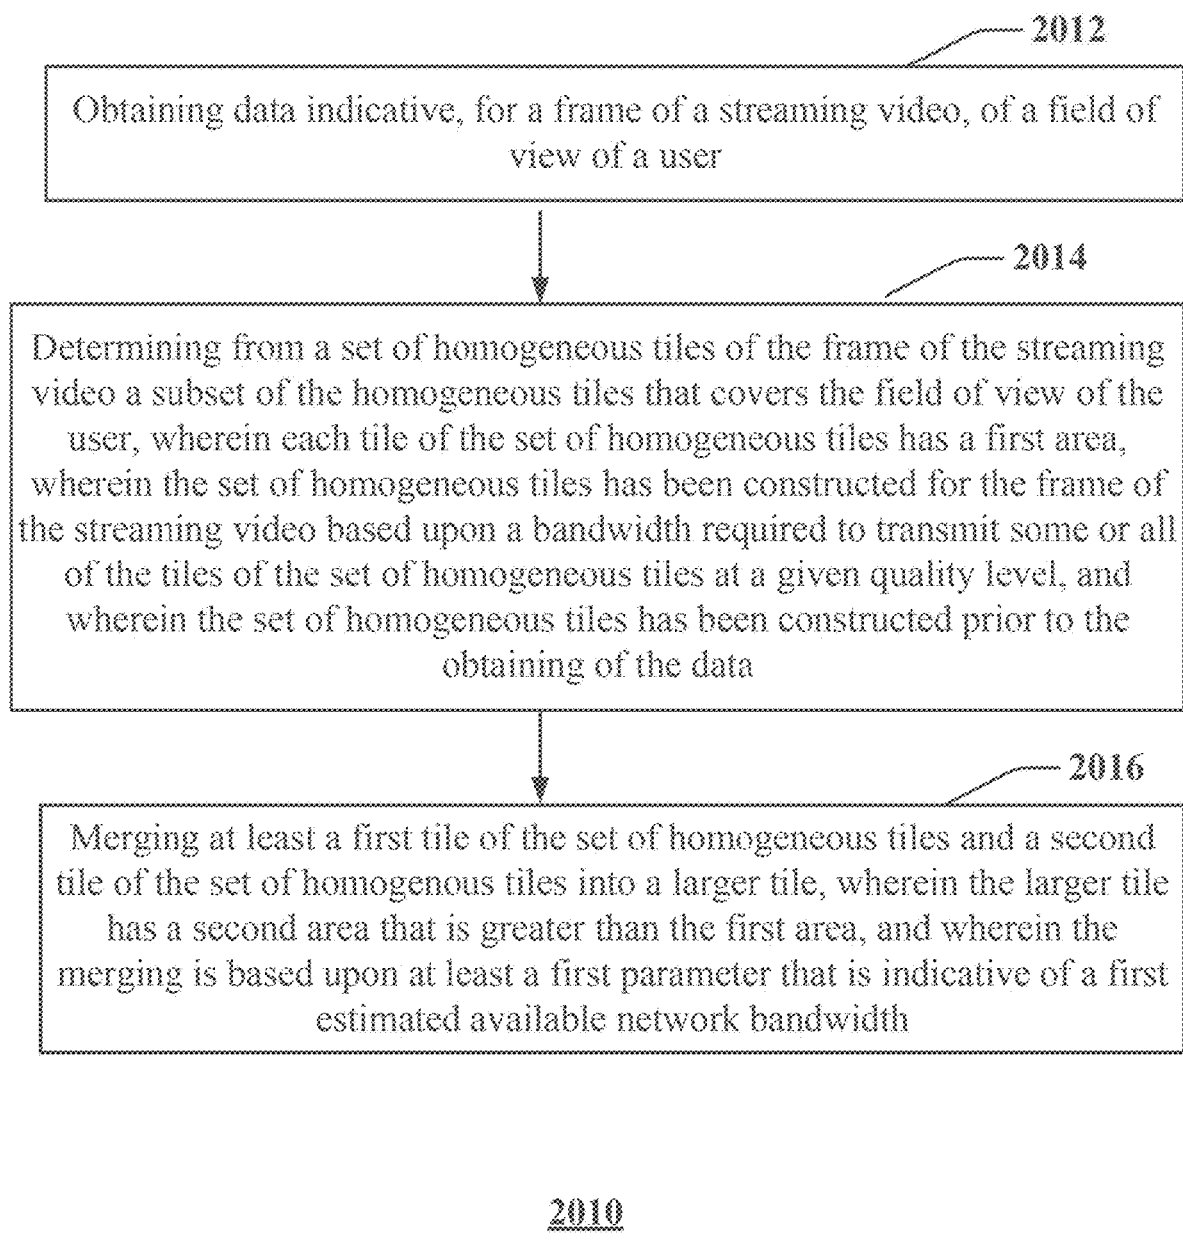 2012
Obtaining data indicative, for a frame of a streaming video, of a field of
view of a user
2014
Determining from a set of homogeneous tiles of the frame of the streaming
video a subset of the homogeneous tiles that covers the field of view of the
user, wherein each tile of the set of homogeneous tiles has a first area,
wherein the set of homogeneous tiles has been constructed for the frame of
the streaming video based upon a bandwidth required to transmit some or all
of the tiles of the set of homogeneous tiles at a given quality level, and
wherein the set of homogeneous tiles has been constructed prior to the
obtaining of the data
2016
Merging at least a first tile of the set of homogeneous tiles and a second
tile of the set of homogenous tiles into a larger tile, wherein the larger tile
has a second area that is greater than the first area, and wherein the
merging is based upon at least a first parameter that is indicative of a first
estimated available network bandwidth
2010